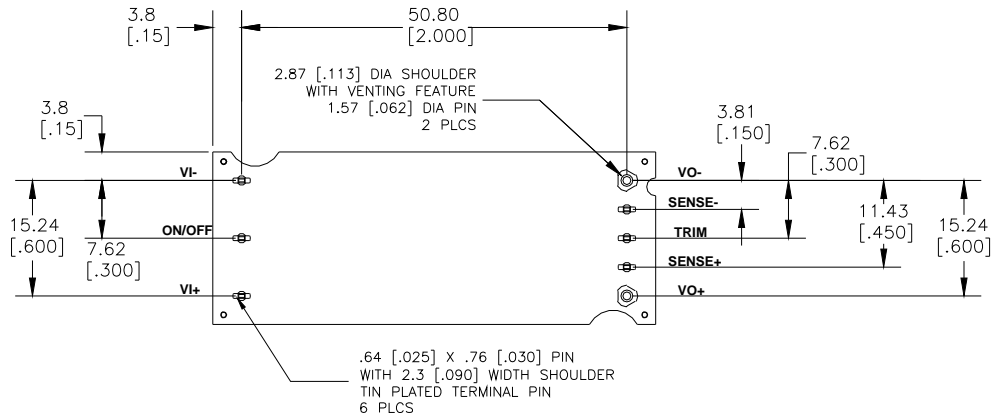 3.8
[.15]
50.80
[2.000]
2.87 [.113] DIA SHOULDER
WITH VENTING FEATURE
1.57 [.062] DIA PIN
2 PLCS
3.8
[.15]
3.81
[.150]
7.62
[.300]
VI-
VO-
SENSE-
15.24
[.600]
ON/OFF
7.62
[.300]
TRIM
11.43
[.450]
15.24
[.600]
SENSE+
VI+
VO+
.64 [.025] X .76 [.030] PIN
WITH 2.3 [.090] WIDTH SHOULDER
TIN PLATED TERMINAL PIN
6 PLCS